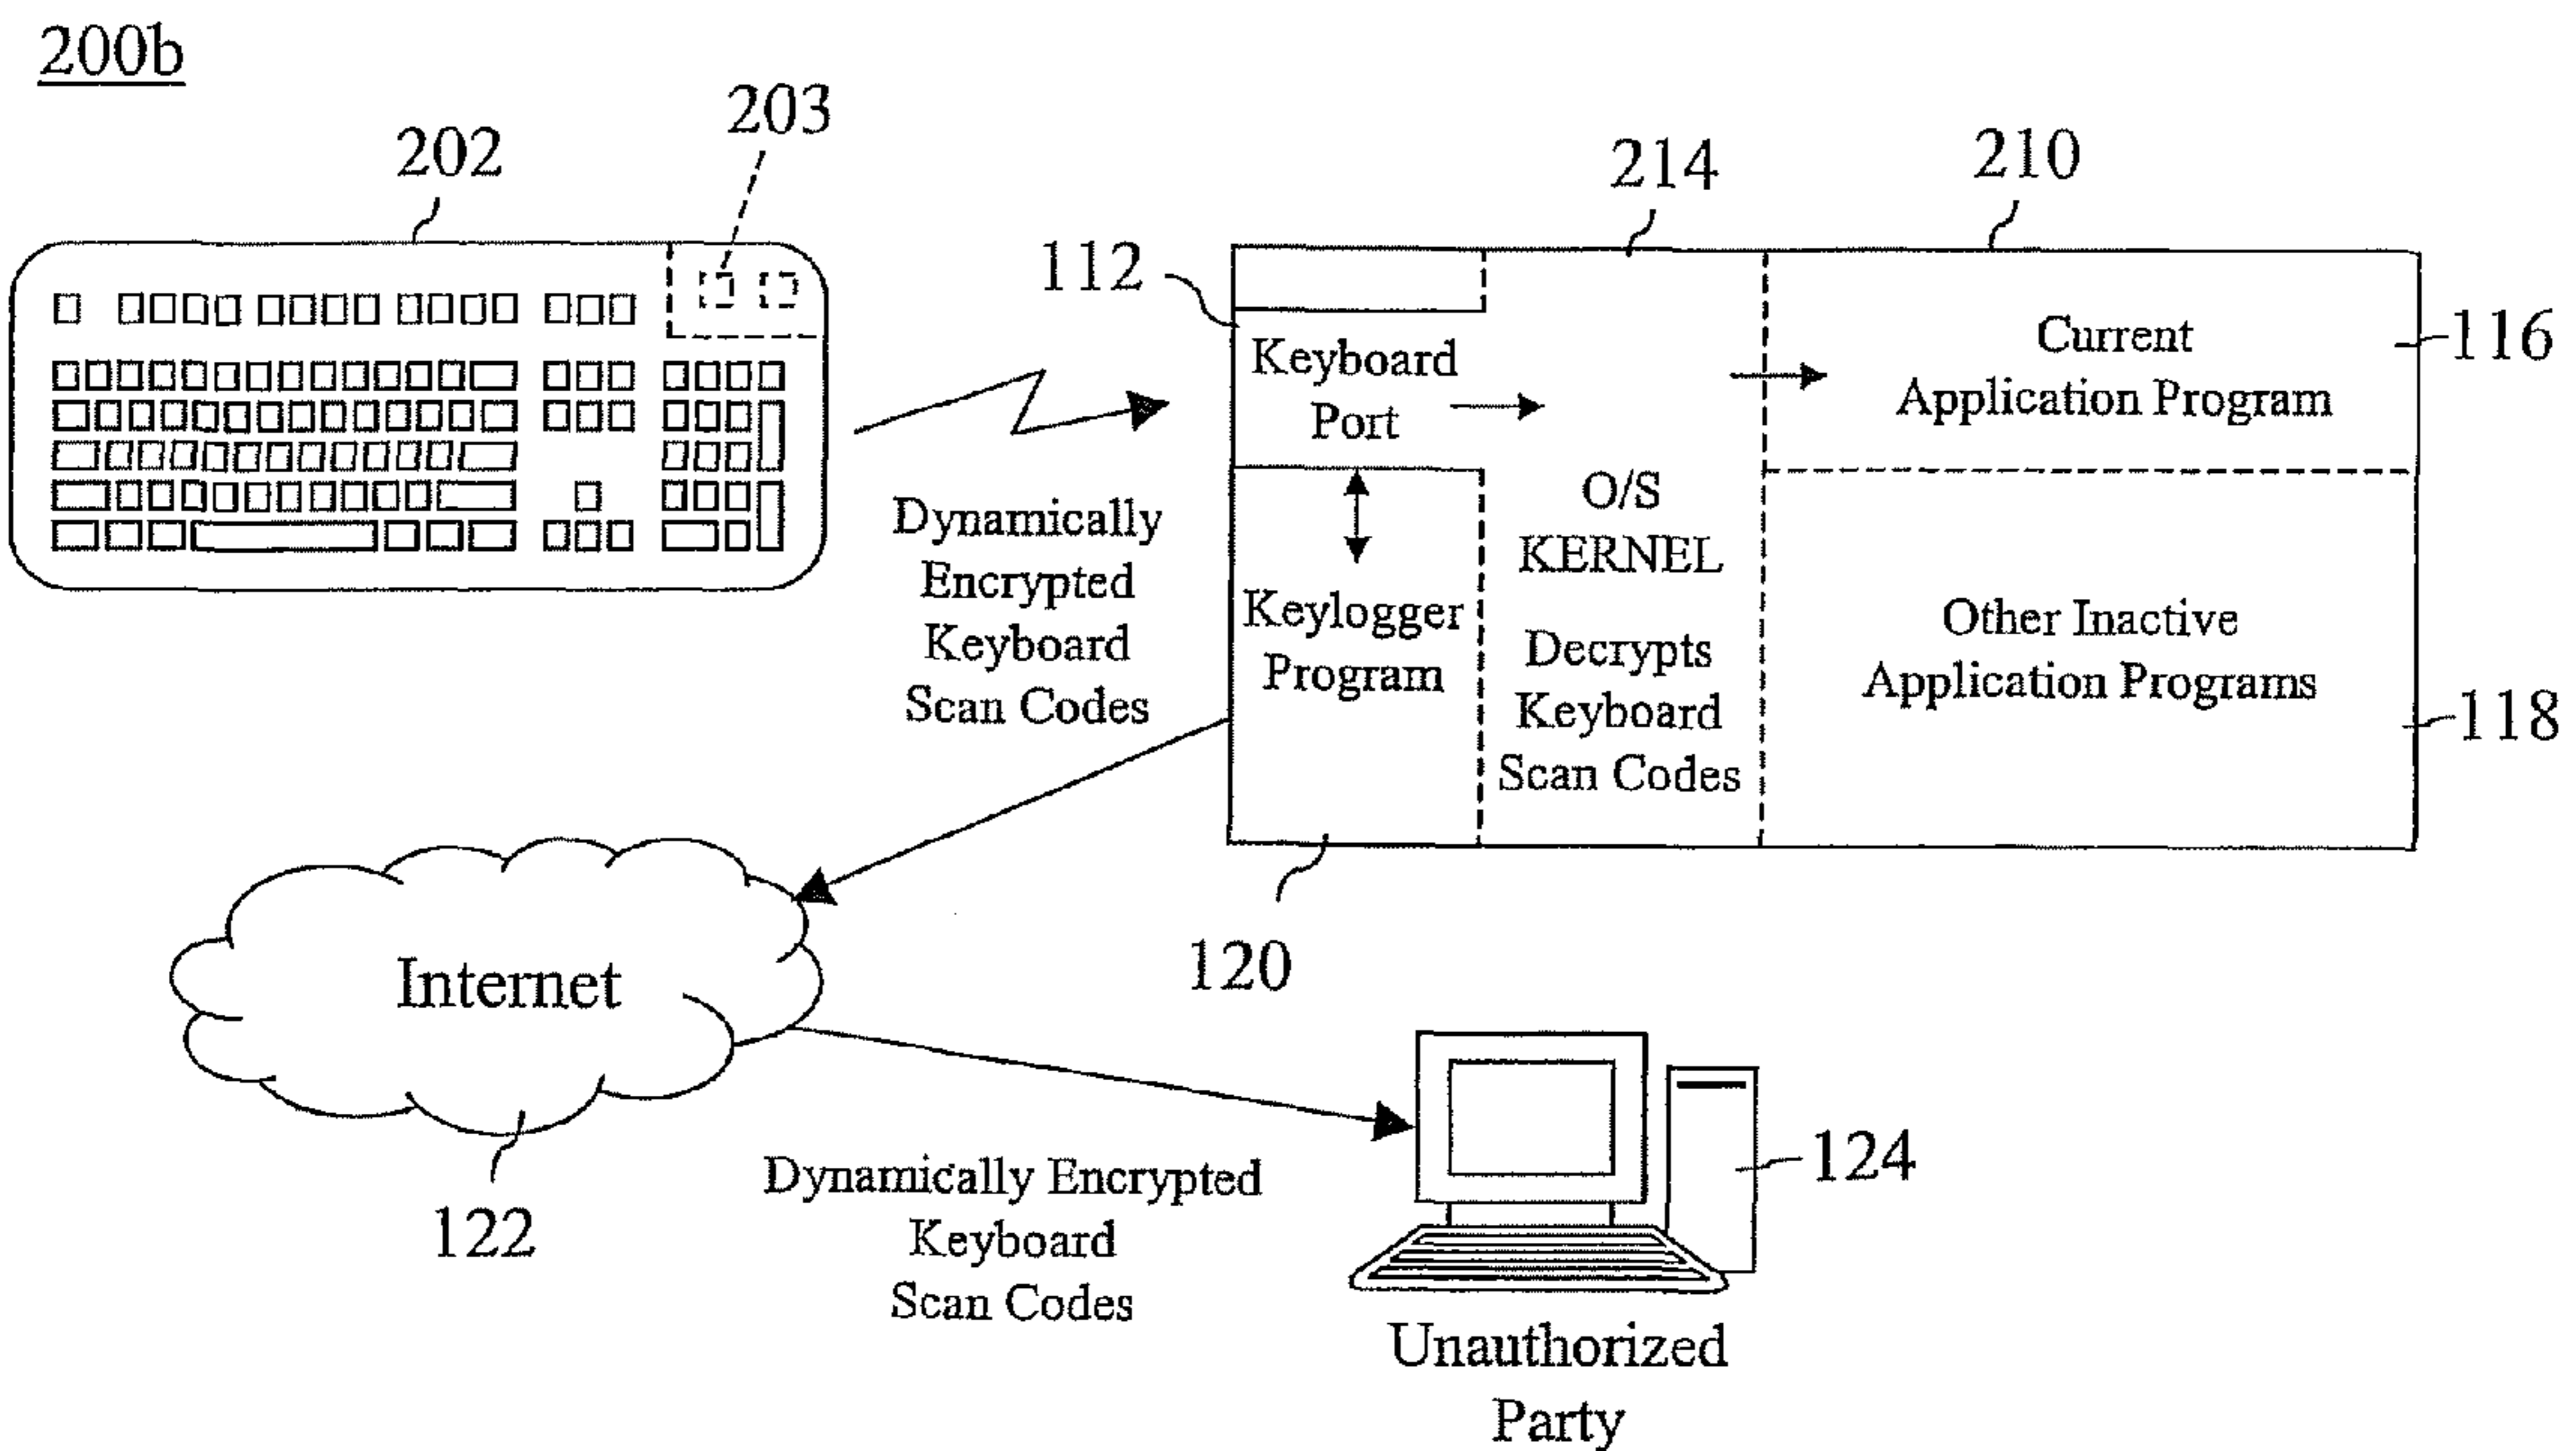 200b
203
202
214
210
112
116
Keyboard
Port
Current
Application Program
O/S
KERNEL
Dynamically
Encrypted
Keyboard
Scan Codes
Keylogger
Program
Decrypts
Keyboard
Scan Codes
Other Inactive
Application Programs
118
120
Internet
122
124
Dynamically Encrypted
Keyboard
Scan Codes
Unauthorized
Party